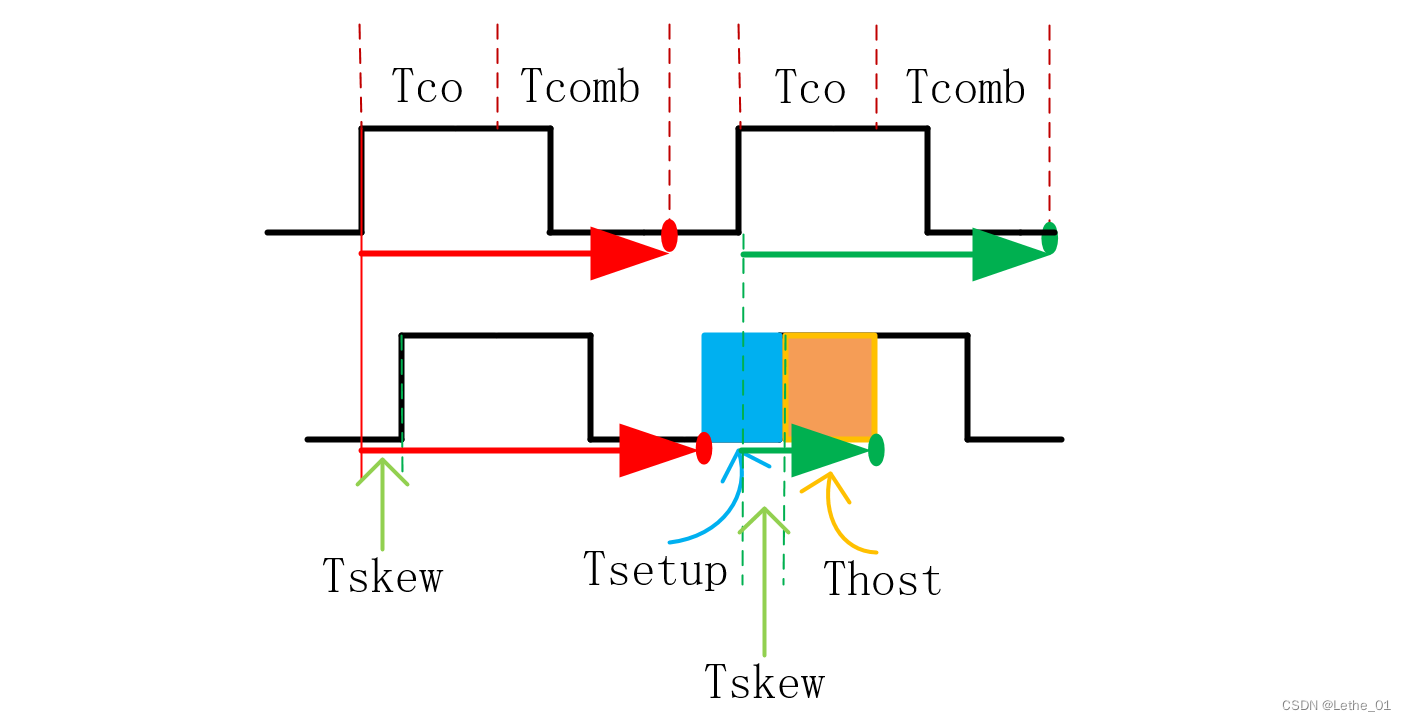 Tco Tcomb Tco Tcomb
Tskew Tsetup Thost
Tskew
CSDN @Lethe_01